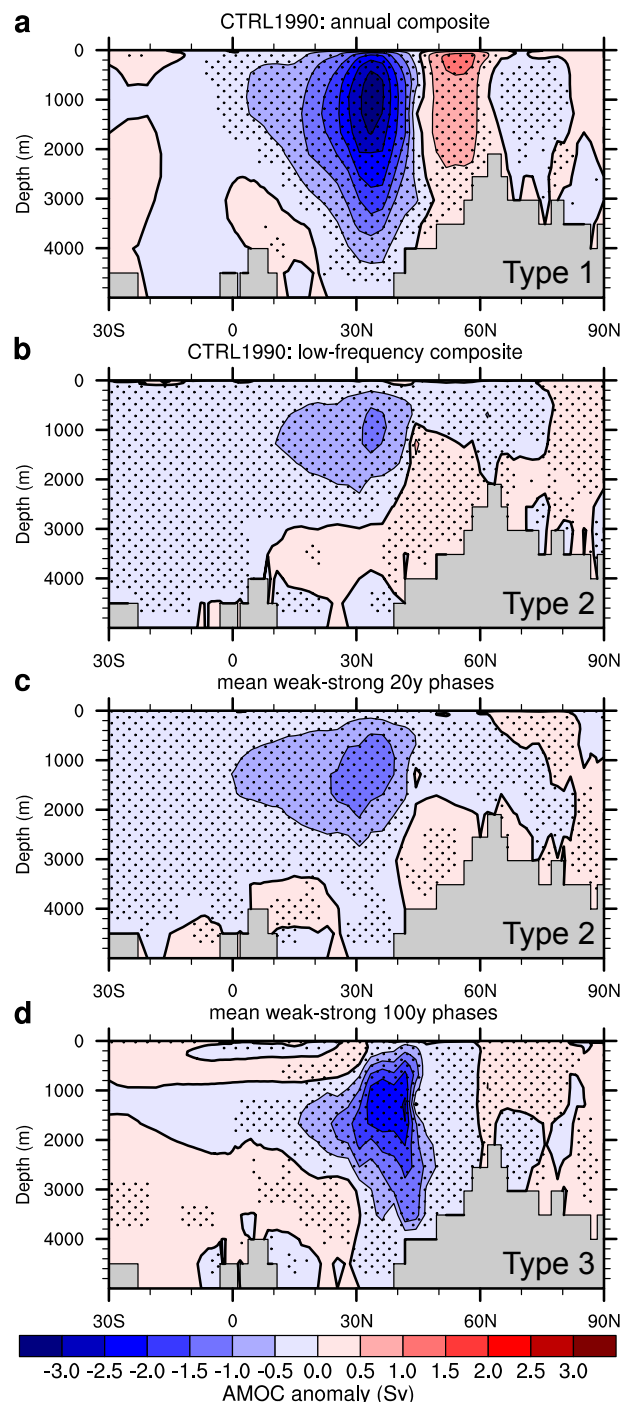 a
CTRL1990: annual composite
0
1000
2000
3000
4000
Depth (m)
Type 1
30S 0 30N 60N 90N
b
CTRL1990: low-frequency composite
0
1000
2000
3000
4000
Depth (m)
Type 2
30S 0 30N 60N 90N
c
mean weak-strong 20y phases
0
1000
2000
3000
4000
Depth (m)
Type 2
30S 0 30N 60N 90N
d
mean weak-strong 100y phases
0
1000
2000
3000
4000
Depth (m)
Type 3
30S 0 30N 60N 90N
-3.0 -2.5 -2.0 -1.5 -1.0 -0.5 0.0 0.5 1.0 1.5 2.0 2.5 3.0
AMOC anomaly (Sv)